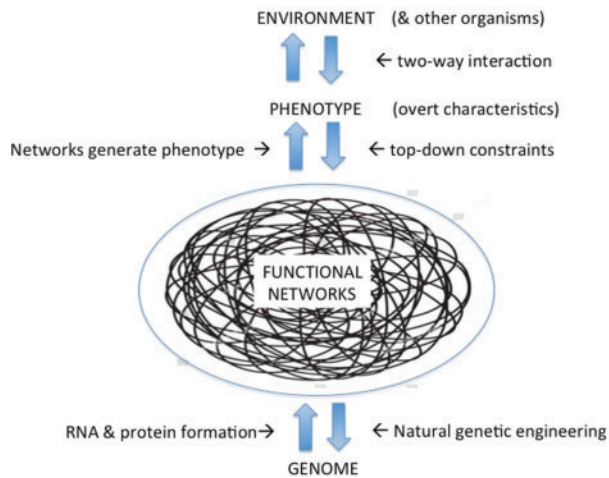 ENVIRONMENT (& other organisms)
← two-way interaction
PHENOTYPE (overt characteristics)
Networks generate phenotype → ← top-down constraints
FUNCTIONAL
NETWORKS
RNA & protein formation→ ← Natural genetic engineering
GENOME